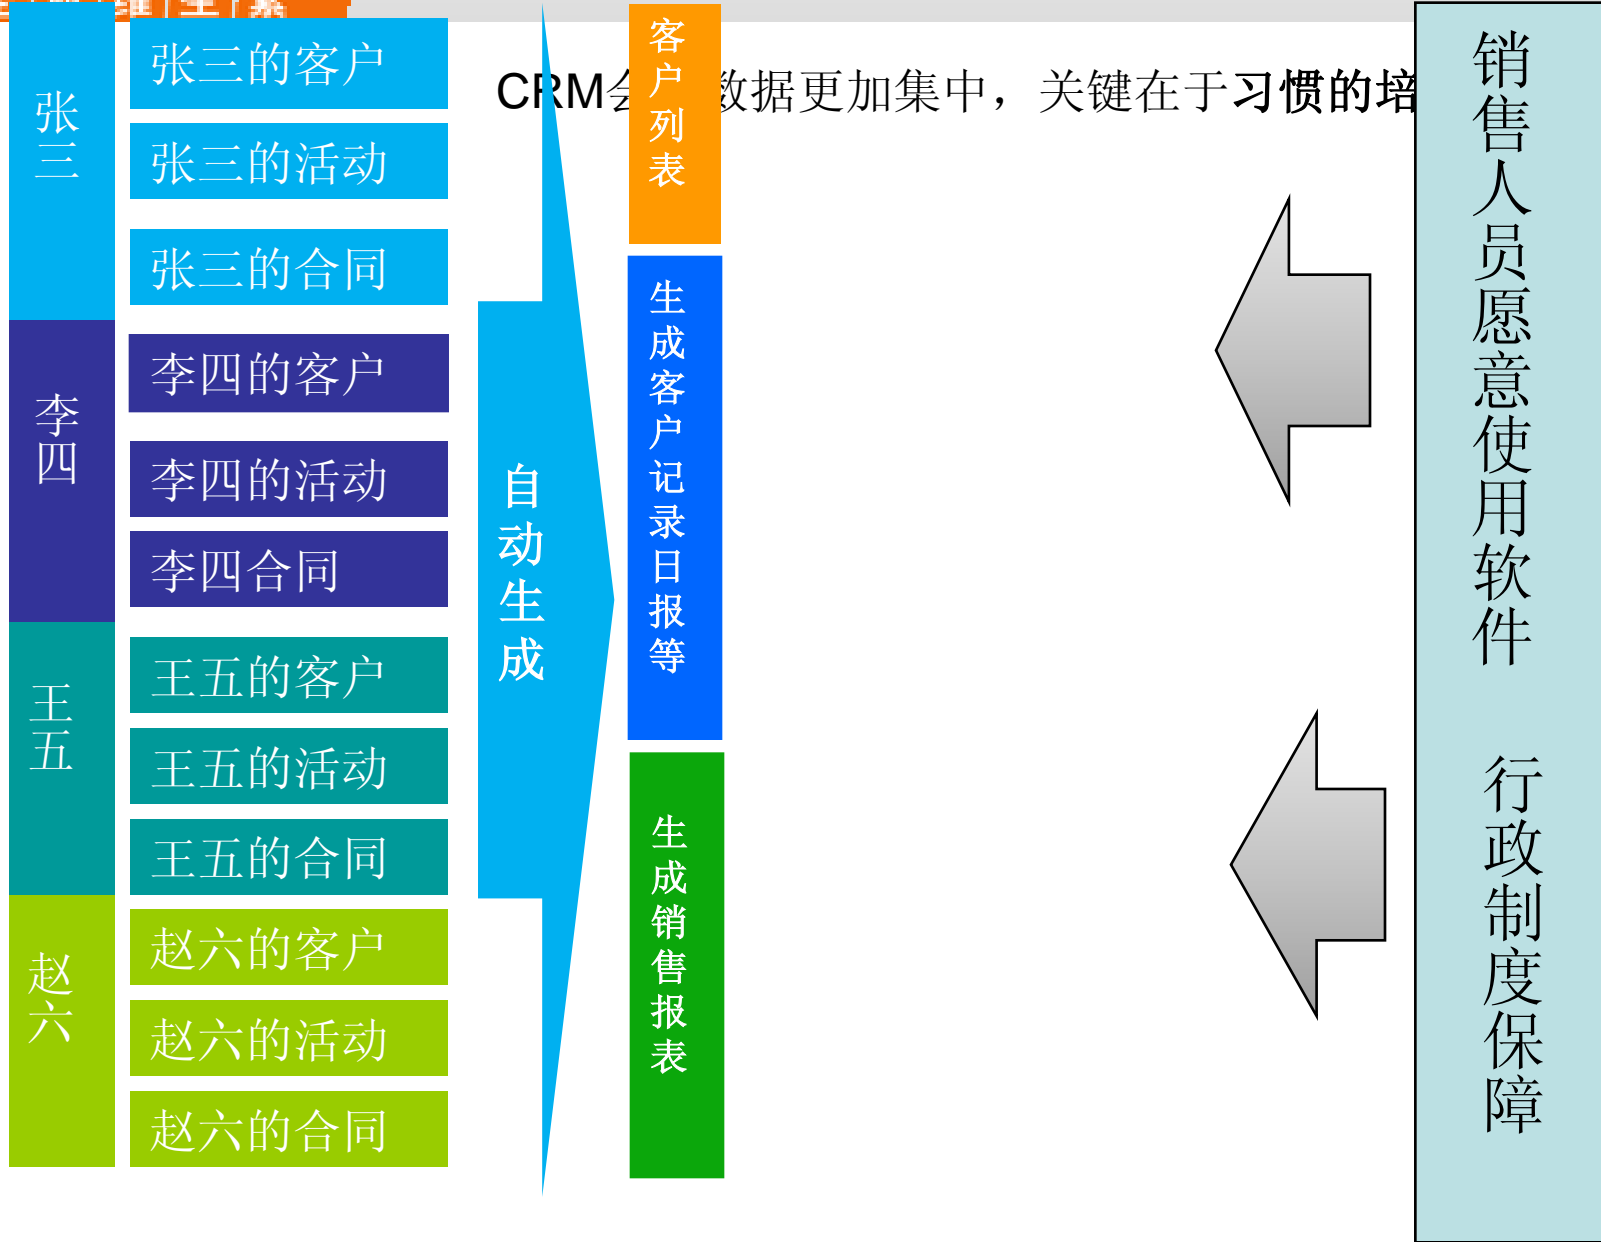 CRM会数据更加集中，关键在于习惯的培
张三
张三的客户
张三的活动
张三的合同
李四
李四的客户
李四的活动
李四合同
王五
王五的客户
王五的活动
王五的合同
赵六
赵六的客户
赵六的活动
赵六的合同
自动生成
客户列表
生成客户记录日报等
生成销售报表
销售人员愿意使用软件
行政制度保障